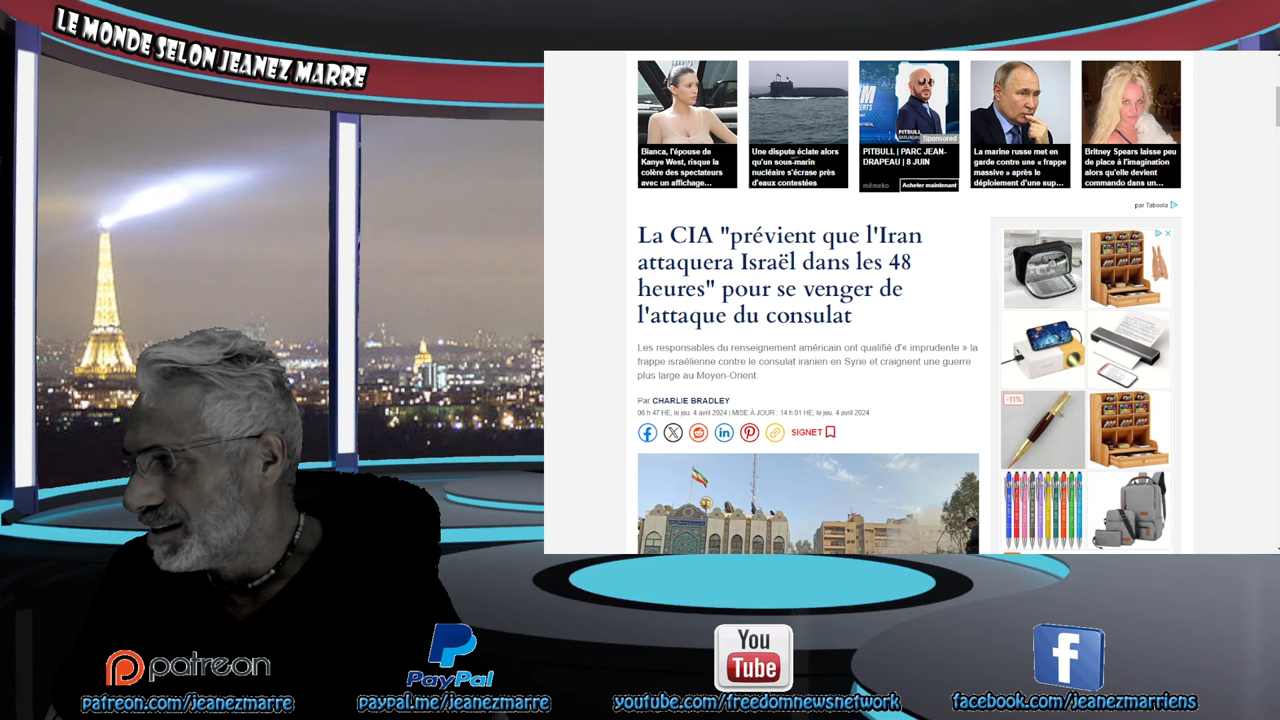 LE MONDE SELON JEANEZ MARRE
Bianca, l'épouse de
Kanye West, risque la
colère des spectateurs
avec un affichage...
Une dispute éclate alors
qu'un sous-marin
nucléaire s'écrase près
d'eaux contestées
PITBULL
SATURDAY
Sponsored
PITBULL | PARC JEAN-
DRAPEAU | 8 JUIN
mêmeko
Acheter maintenant
La marine russe met en
garde contre une « frappe
massive » après le
déploiement d'une sup...
Britney Spears laisse peu
de place à l'imagination
alors qu'elle devient
commando dans un...
par Taboola
La CIA "prévient que l'Iran
attaquera Israël dans les 48
heures" pour se venger de
l'attaque du consulat
Les responsables du renseignement américain ont qualifié d'« imprudente » la
frappe israélienne contre le consulat iranien en Syrie et craignent une guerre
plus large au Moyen-Orient.
Par CHARLIE BRADLEY
06 h 47 HE, le jeu. 4 avril 2024 | MISE À JOUR : 14 h 01 HE, le jeu. 4 avril 2024
SIGNET
-11%
patreon
patreon.com/jeanezmarre
PayPal
paypal.me/jeanezmarre
You
Tube
youtube.com/freedomnewsnetwork
facebook.com/jeanezmarriens